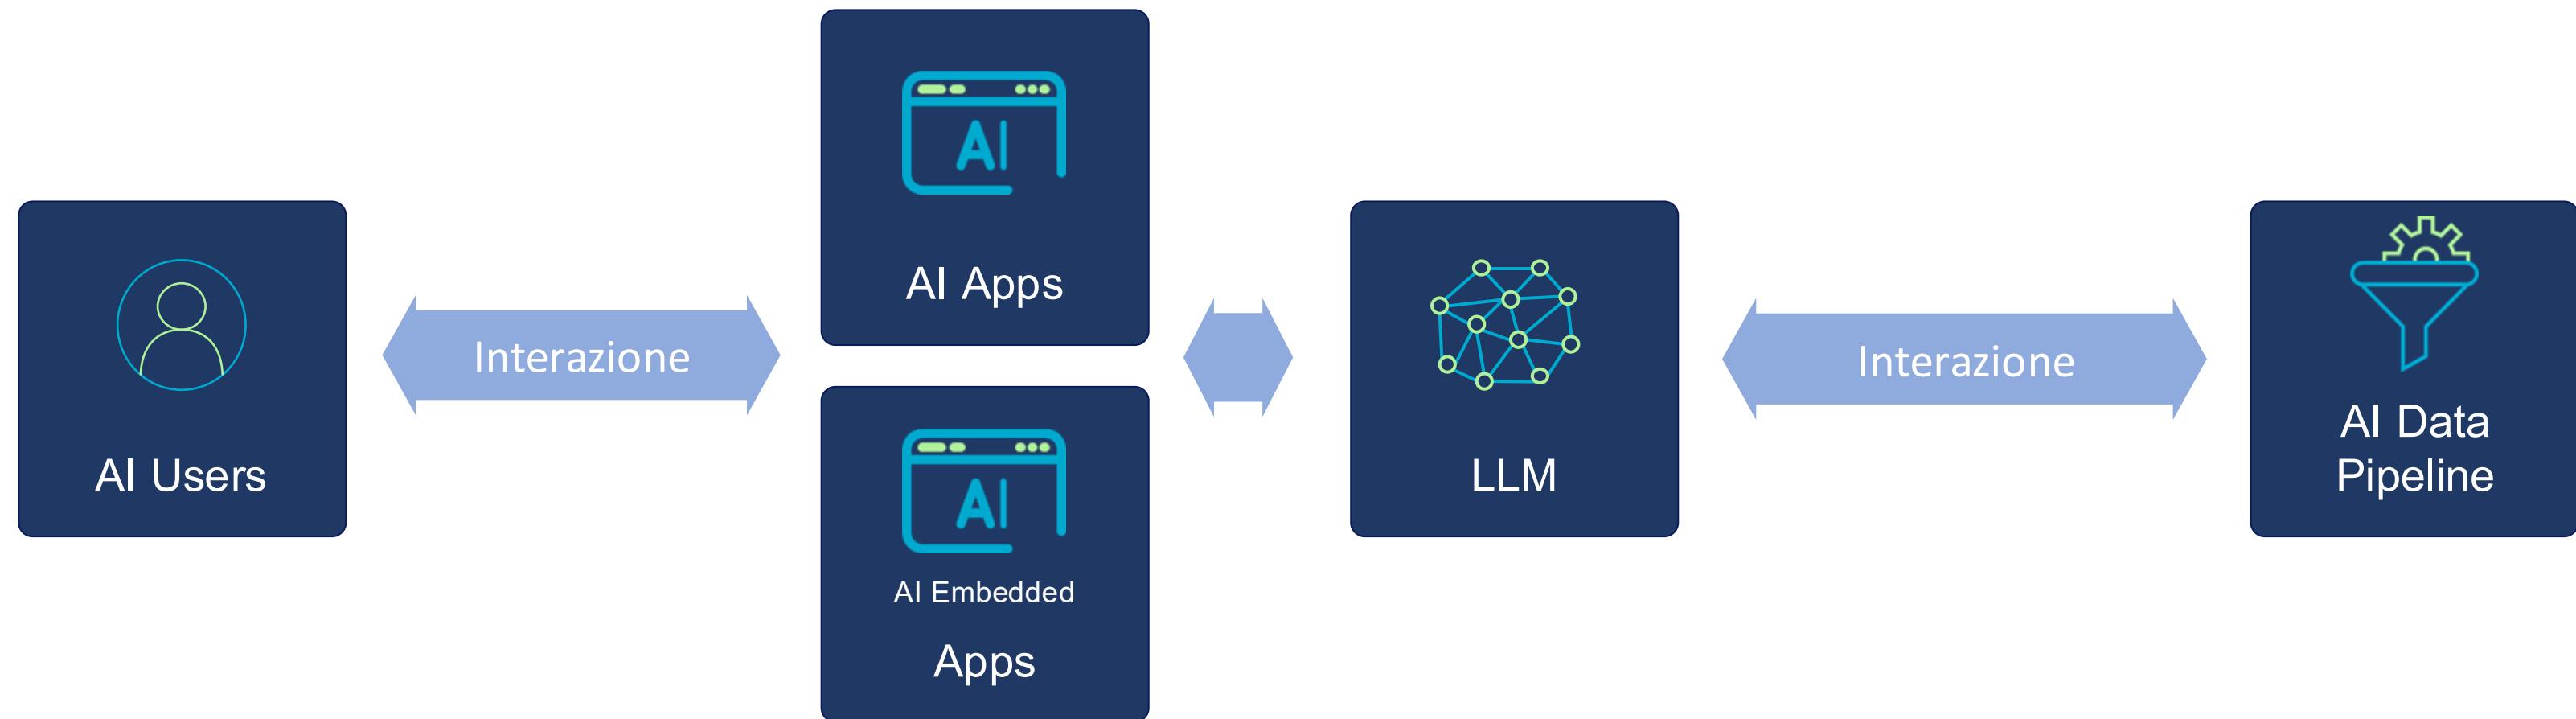 AI Users
Interazione
AI
AI Apps
AI
AI Embedded
Apps
LLM
Interazione
AI Data
Pipeline